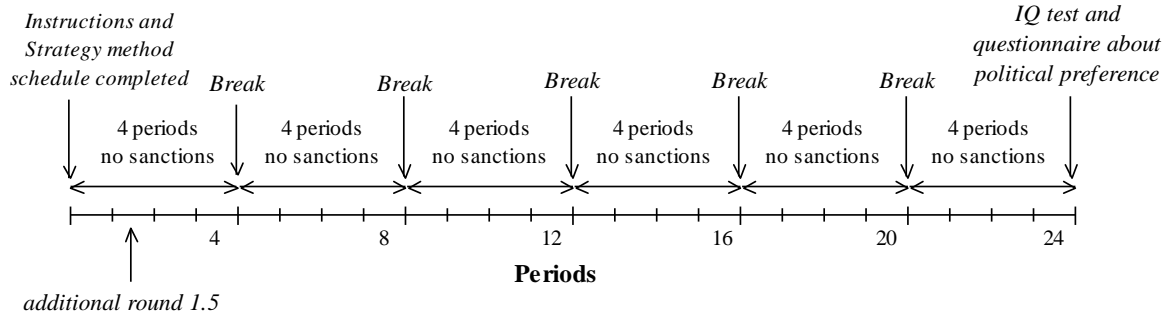 Instructions and
Strategy method
schedule completed
Break
Break
Break
Break
Break
IQ test and
questionnaire about
political preference
4 periods
no sanctions
4 periods
no sanctions
4 periods
no sanctions
4 periods
no sanctions
4 periods
no sanctions
4 periods
no sanctions
4
8
12
16
20
24
Periods
additional round 1.5